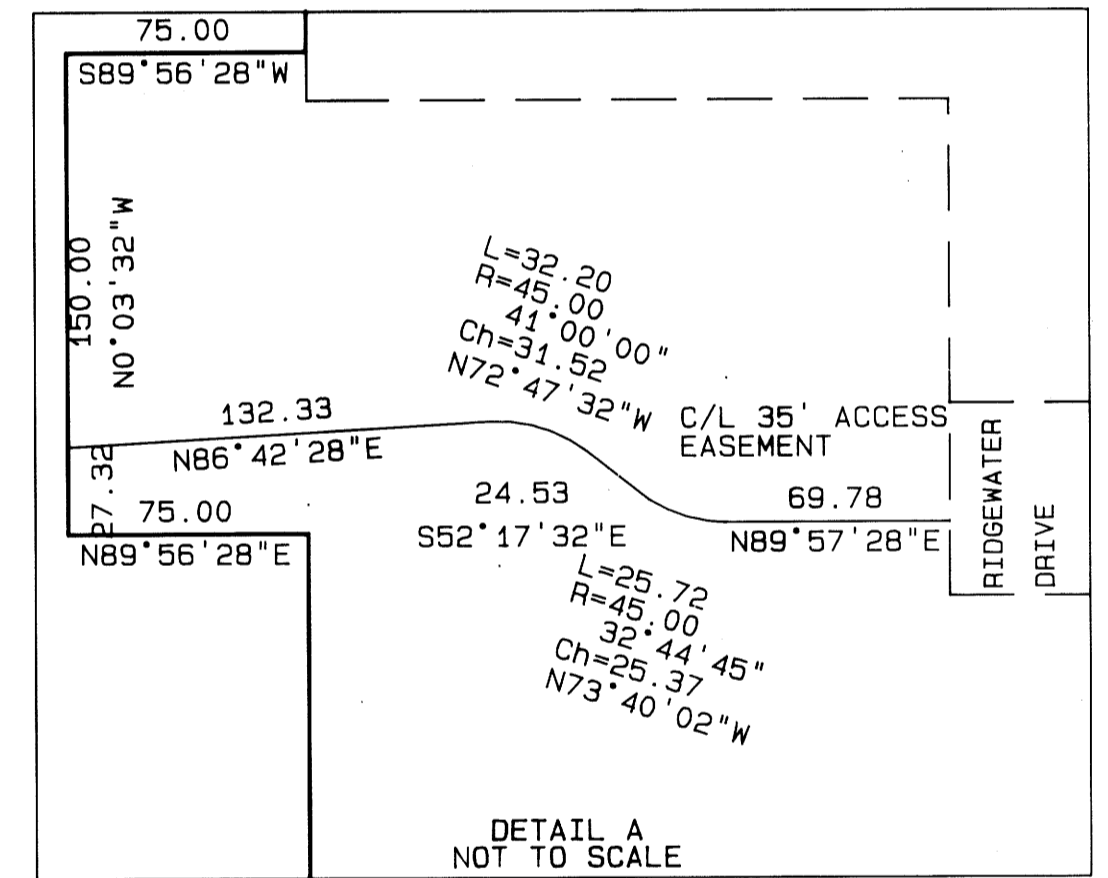 75.00
S89°56'28"W
150.00
N0°03'32"W
L=32.20
R=45.00
41°00'00"
Ch=31.52
N72°47'32"W
132.33
N86°42'28"E
C/L 35' ACCESS
EASEMENT
27.32
75.00
N89°56'28"E
24.53
S52°17'32"E
69.78
N89°57'28"E
RIDGEWATER
DRIVE
L=25.72
R=45.00
32°44'45"
Ch=25.37
N73°40'02"W
DETAIL A
NOT TO SCALE